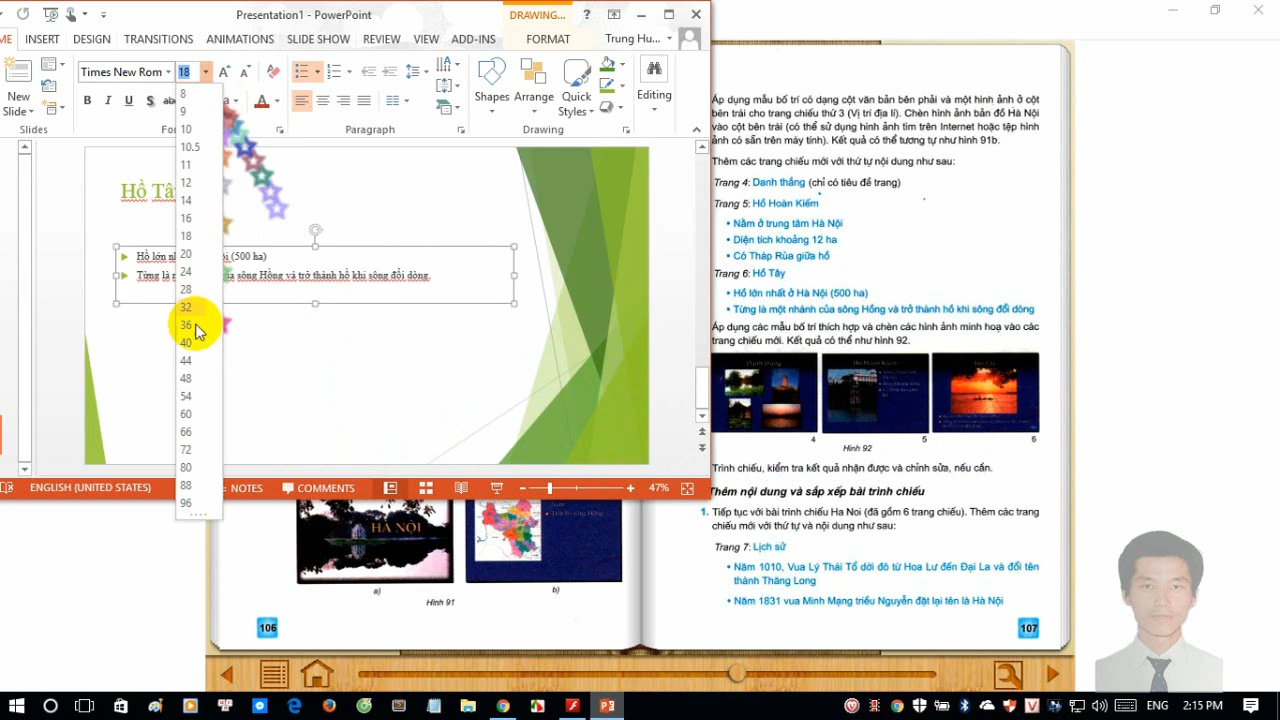 Presentation1 - PowerPoint
DRAWING...
INSERT DESIGN TRANSITIONS ANIMATIONS SLIDE SHOW REVIEW VIEW ADD-INS FORMAT Trung Hu...
Times New Rom 18
New
Slide
Shapes Arrange Quick
Styles
Editing
Slides
Paragraph
Drawing
8
9
10
10.5
11
12
14
16
18
20
24
28
32
36
40
44
48
54
60
66
72
80
88
96
Hồ lớn
(500 ha)
Từng là
sông Hồng và trở thành hồ khi sông đổi dòng.
ENGLISH (UNITED STATES) NOTES COMMENTS 47%
HÀ NỘI
a)
b)
Hình 91
106
Áp dụng mẫu bố trí có dạng cột văn bản bên phải và một hình ảnh ở cột
bên trái cho trang chiếu thứ 3 (Vị trí địa lí). Chèn hình ảnh bản đồ Hà Nội
vào cột bên trái (có thể sử dụng hình ảnh tìm trên Internet hoặc tệp hình
ảnh có sẵn trên máy tính). Kết quả có thể tương tự như hình 91b.
Thêm các trang chiếu mới với thứ tự nội dung như sau:
Trang 4: Danh thắng (chỉ có tiêu đề trang)
Trang 5: Hồ Hoàn Kiếm
• Nằm ở trung tâm Hà Nội
• Diện tích khoảng 12 ha
• Có Tháp Rùa giữa hồ
Trang 6: Hồ Tây
• Hồ lớn nhất ở Hà Nội (500 ha)
• Từng là một nhánh của sông Hồng và trở thành hồ khi sông đổi dòng
Áp dụng các mẫu bố trí thích hợp và chèn các hình ảnh minh hoạ vào các
trang chiếu mới. Kết quả có thể như hình 92.
4
5
6
Hình 92
Trình chiếu, kiểm tra kết quả nhận được và chỉnh sửa, nếu cần.
Thêm nội dung và sắp xếp bài trình chiếu
1. Tiếp tục với bài trình chiếu Ha Noi (đã gồm 6 trang chiếu). Thêm các trang
chiếu mới với thứ tự và nội dung như sau:
Trang 7: Lịch sử
• Năm 1010, Vua Lý Thái Tổ dời đô từ Hoa Lư đến Đại La và đổi tên
thành Thăng Long
• Năm 1831 vua Minh Mạng triều Nguyễn đặt lại tên là Hà Nội
107
ENG 2:15 PM